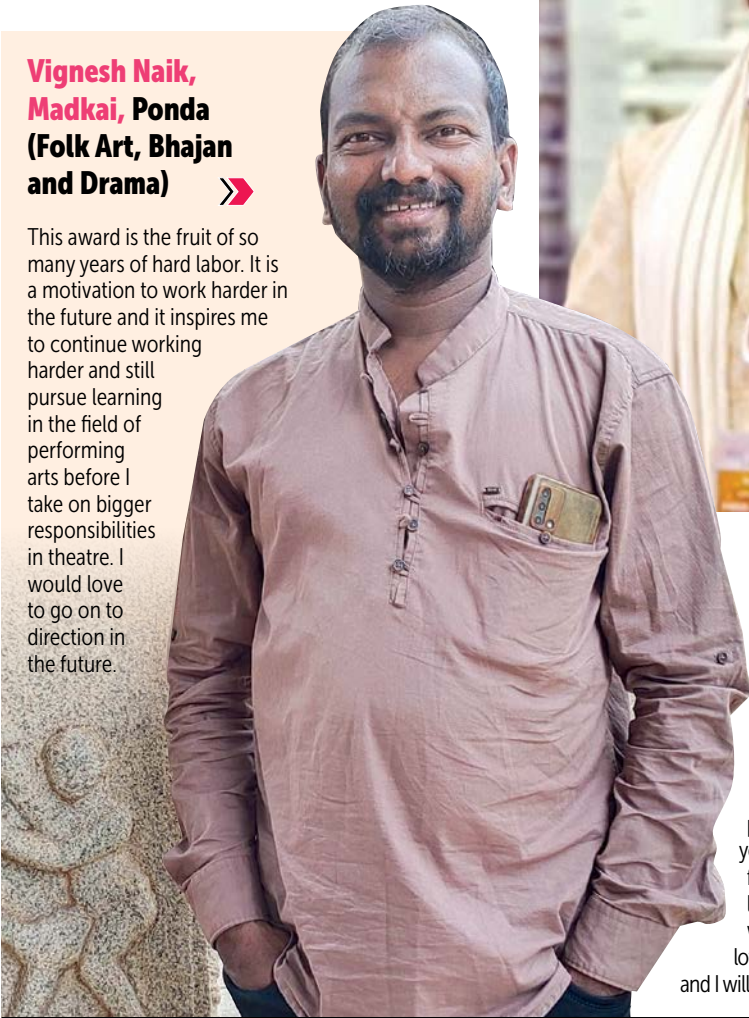 Vignesh Naik,
Madkai, Ponda
(Folk Art, Bhajan
and Drama)
This award is the fruit of so
many years of hard labor. It is
a motivation to work harder in
the future and it inspires me
to continue working
harder and still
pursue learning
in the field of
performing
arts before I
take on bigger
responsibilities
in theatre. I
would love
to go on to
direction in
the future.
and I will